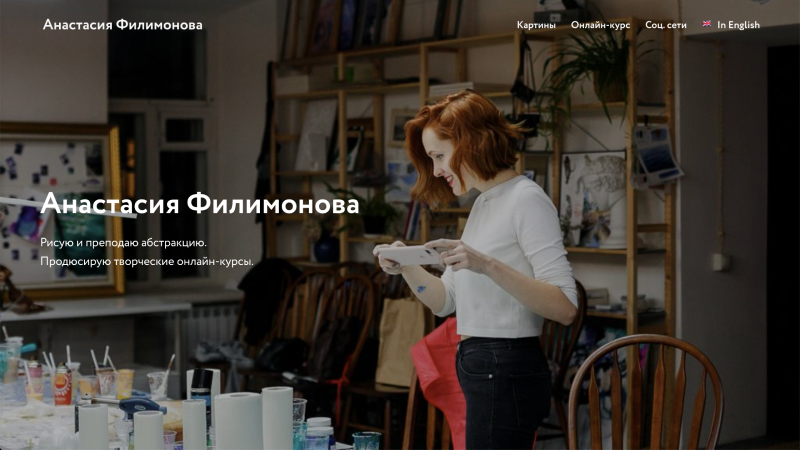 Анастасия Филимонова
Картины
Онлайн-курс
Соц. сети
In English
Анастасия Филимонова
Рисую и преподаю абстракцию.
Продюсирую творческие онлайн-курсы.